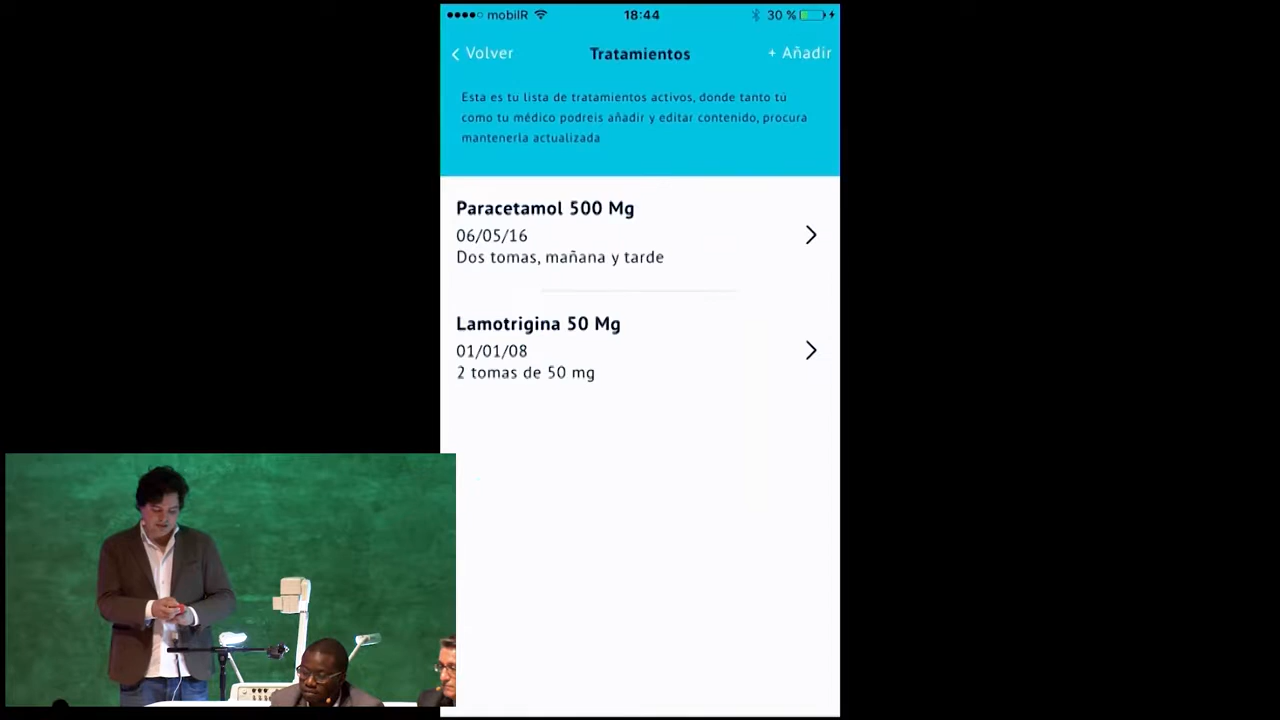 mobilR 18:44 30 %
Volver Tratamientos + Añadir
Esta es tu lista de tratamientos activos, donde tanto tú
como tu médico podreis añadir y editar contenido, procura
mantenerla actualizada
Paracetamol 500 Mg
06/05/16
Dos tomas, mañana y tarde
Lamotrigina 50 Mg
01/01/08
2 tomas de 50 mg